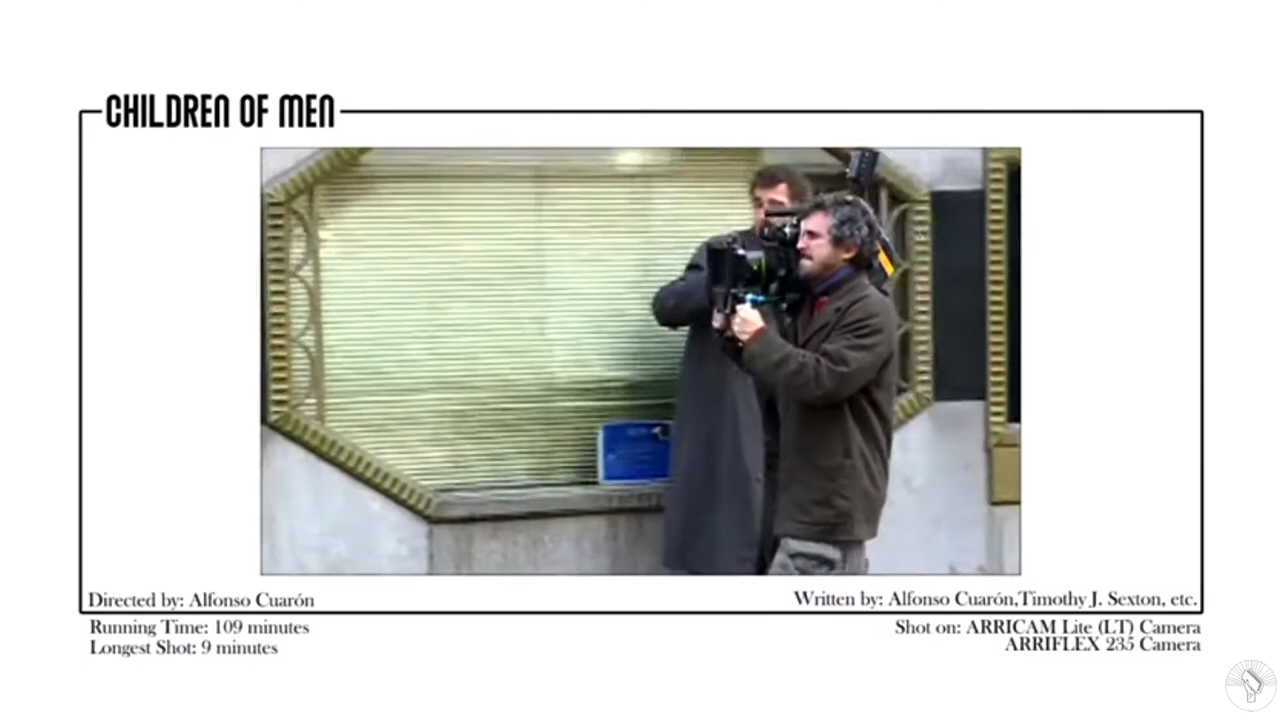 CHILDREN OF MEN
Directed by: Alfonso Cuarón
Written by: Alfonso Cuarón,Timothy J. Sexton, etc.
Running Time: 109 minutes
Longest Shot: 9 minutes
Shot on: ARRICAM Lite (LT) Camera
ARRIFLEX 235 Camera